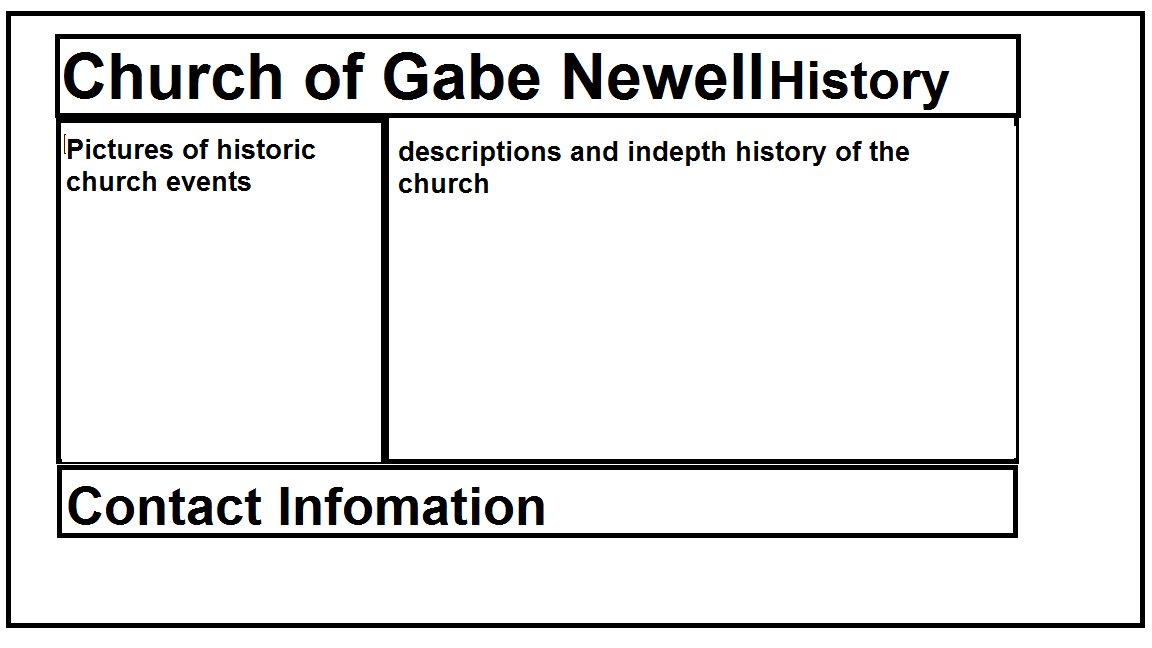 Church of Gabe Newell History
Pictures of historic
church events
descriptions and indepth history of the
church
Contact Infomation